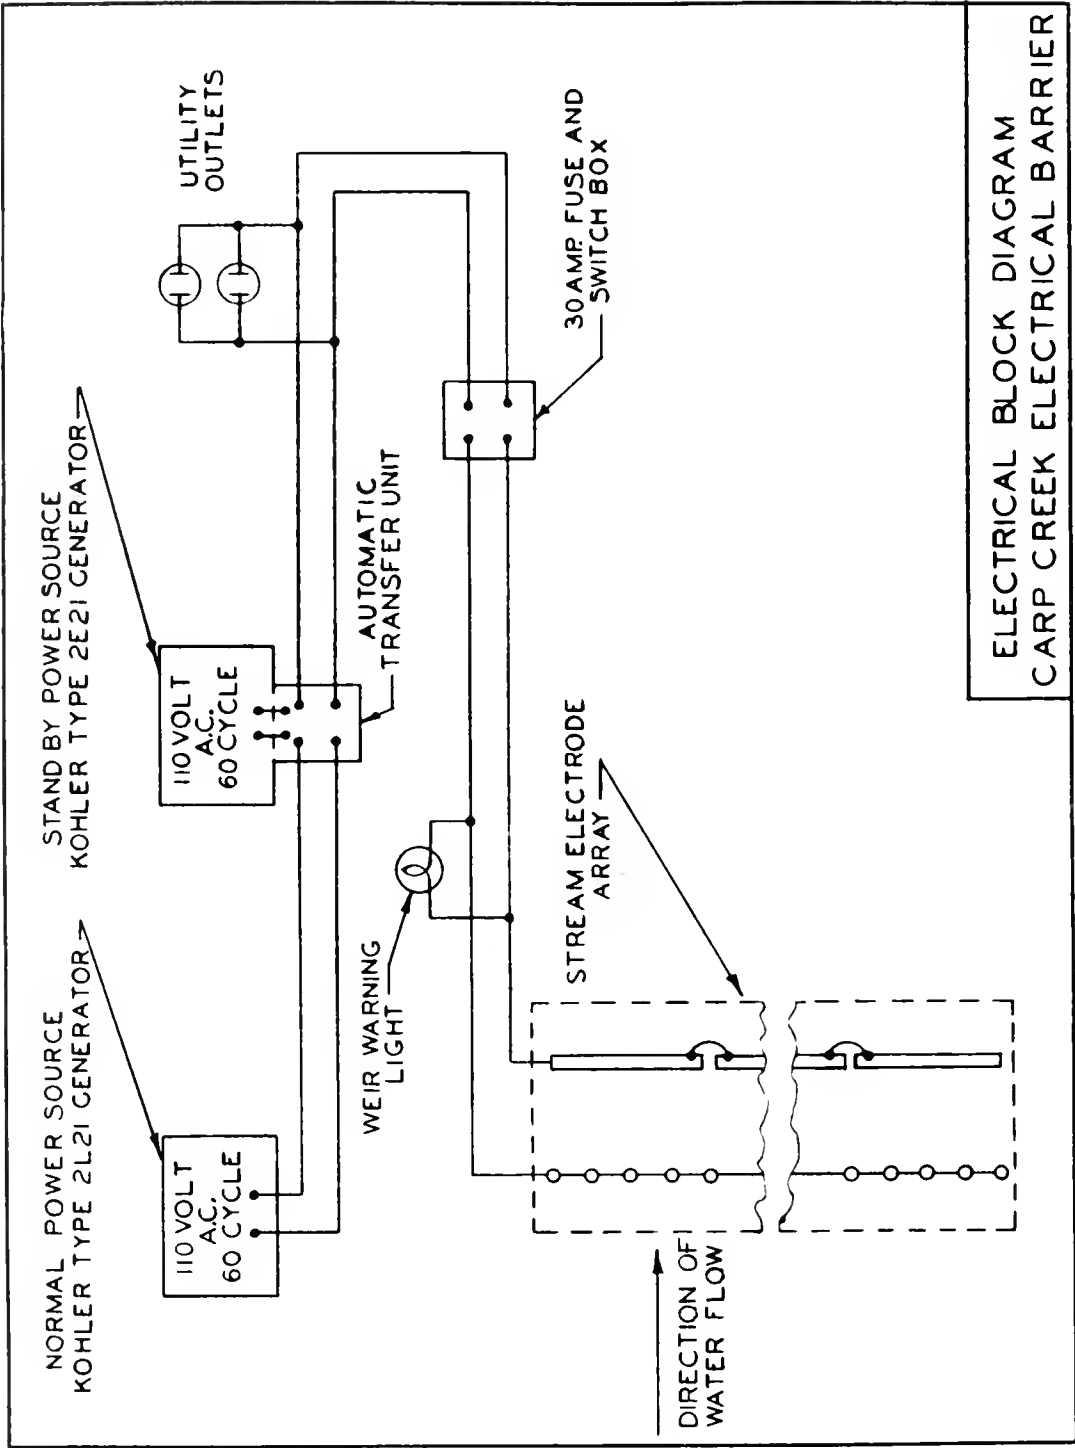 NORMAL POWER SOURCE
KOHLER TYPE 2L21 GENERATOR
110 VOLT
A.C.
60 CYCLE
STANDBY POWER SOURCE
KOHLER TYPE 2E21 GENERATOR
110 VOLT
A.C.
60 CYCLE
UTILITY
OUTLETS
AUTOMATIC
TRANSFER UNIT
WEIR WARNING
LIGHT
30 AMP. FUSE AND
SWITCH BOX
STREAM ELECTRODE
ARRAY
DIRECTION OF
WATER FLOW
ELECTRICAL BLOCK DIAGRAM
CARP CREEK ELECTRICAL BARRIER